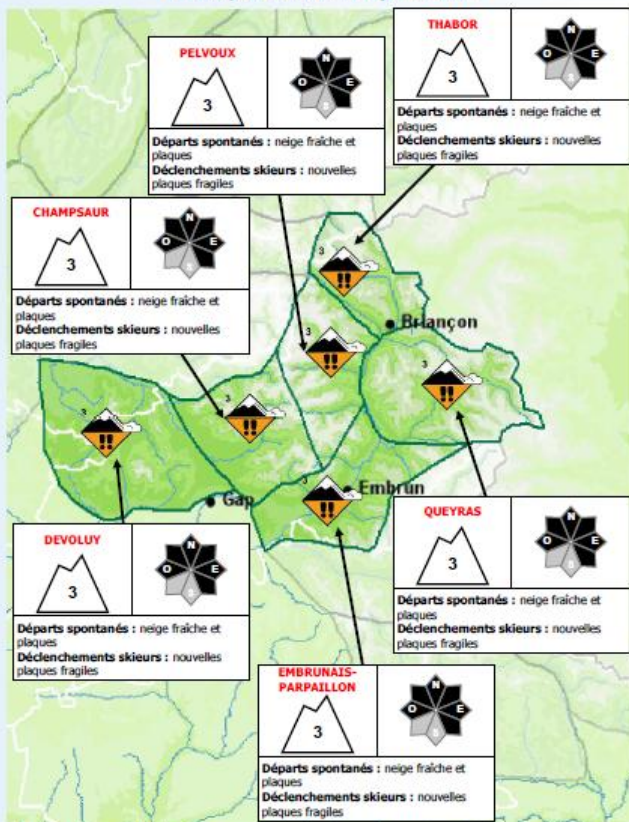 THABOR
3
N
O E
S
Départs spontanés : neige fraîche et
plaques
Déclenchements skieurs : nouvelles
plaques fragiles
PELVOUX
3
N
O E
S
Départs spontanés : neige fraîche et
plaques
Déclenchements skieurs : nouvelles
plaques fragiles
CHAMPSAUR
3
N
O E
S
Départs spontanés : neige fraîche et
plaques
Déclenchements skieurs : nouvelles
plaques fragiles
3
!!
Briançon
3
!!
3
!!
3
!!
3
!!
3
!!
Embrun
Gap
DEVOLUY
3
N
O E
S
Départs spontanés : neige fraîche et
plaques
Déclenchements skieurs : nouvelles
plaques fragiles
QUEYRAS
3
N
O E
S
Départs spontanés : neige fraîche et
plaques
Déclenchements skieurs : nouvelles
plaques fragiles
EMBRUNAIS-
PARPAILLON
3
N
O E
S
Départs spontanés : neige fraîche et
plaques
Déclenchements skieurs : nouvelles
plaques fragiles